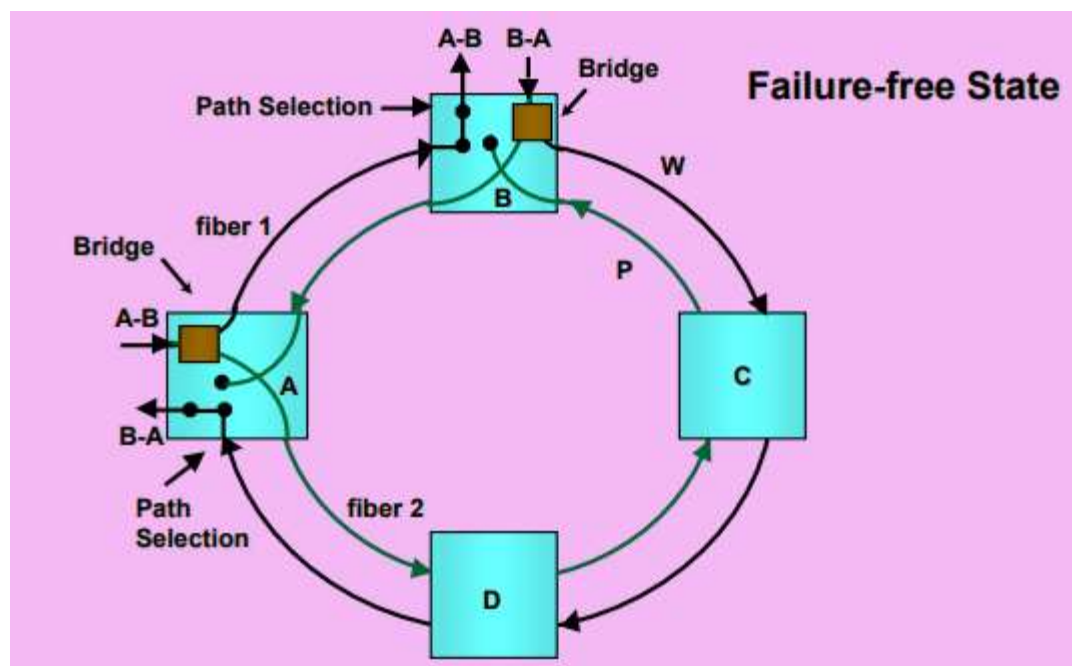 A-B
B-A
Bridge
Failure-free State
Path Selection
W
B
fiber 1
Bridge
P
A-B
A
C
B-A
Path
Selection
fiber 2
D